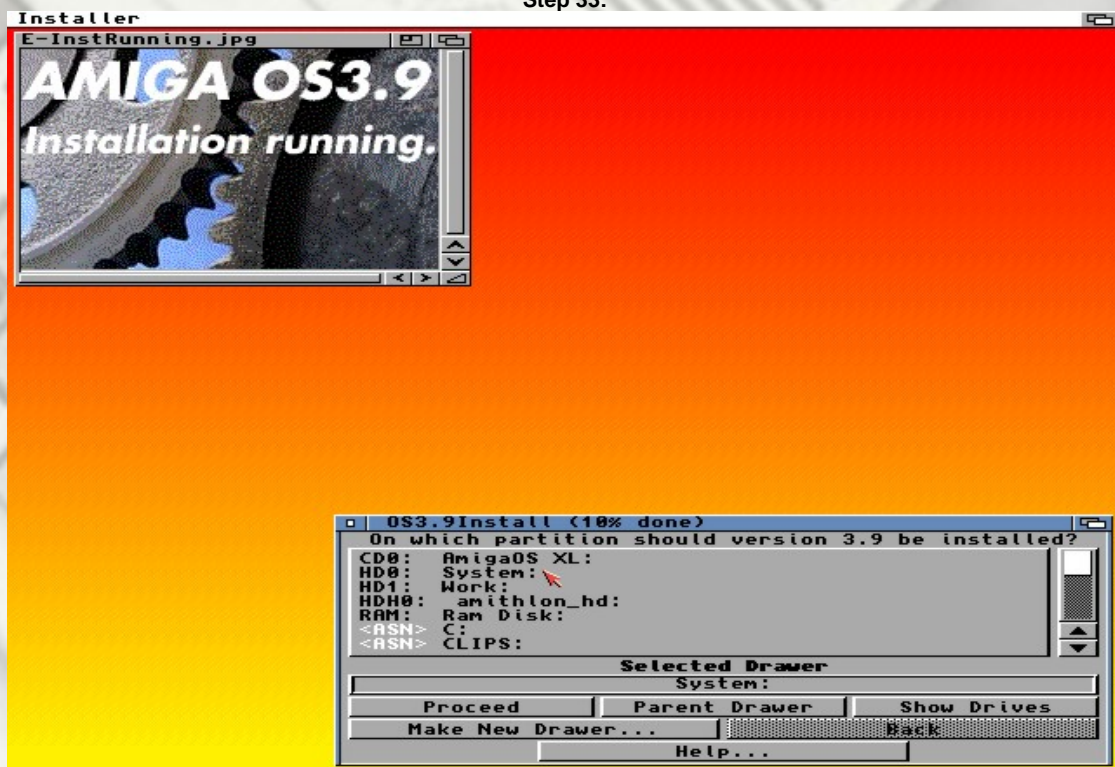 Step 33:
Installer
E-InstRunning.jpg
AMIGA OS3.9
Installation running.
OS3.9Install (10% done)
On which partition should version 3.9 be installed?
CD0: AmigaOS XL:
HD0: System:
HD1: Work:
HDH0: amithlon_hd:
RAM: Ram Disk:
<ASN> C:
<ASN> CLIPS:
Selected Drawer
System:
Proceed Parent Drawer Show Drives
Make New Drawer... Back
Help...